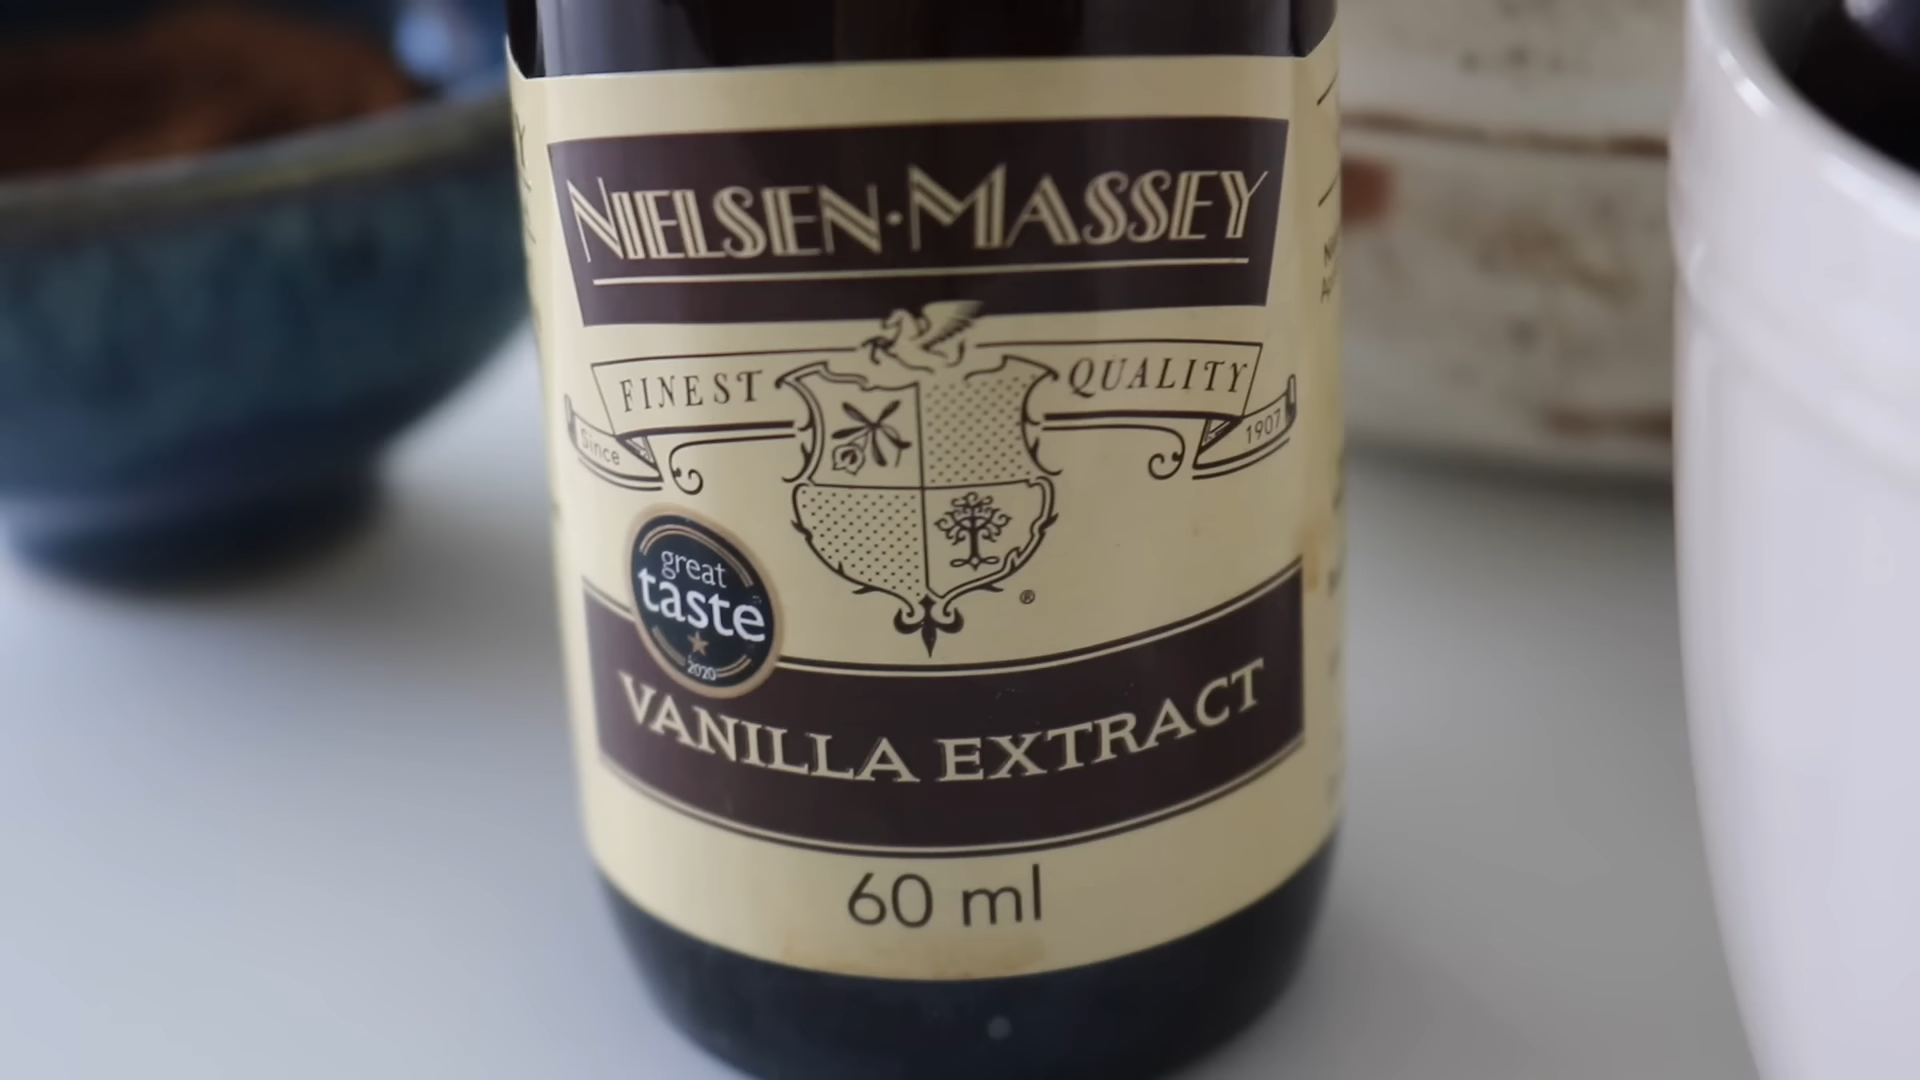 NIELSEN·MASSEY
FINEST QUALITY
Since 1907
great
taste
2020
VANILLA EXTRACT
60 ml
®